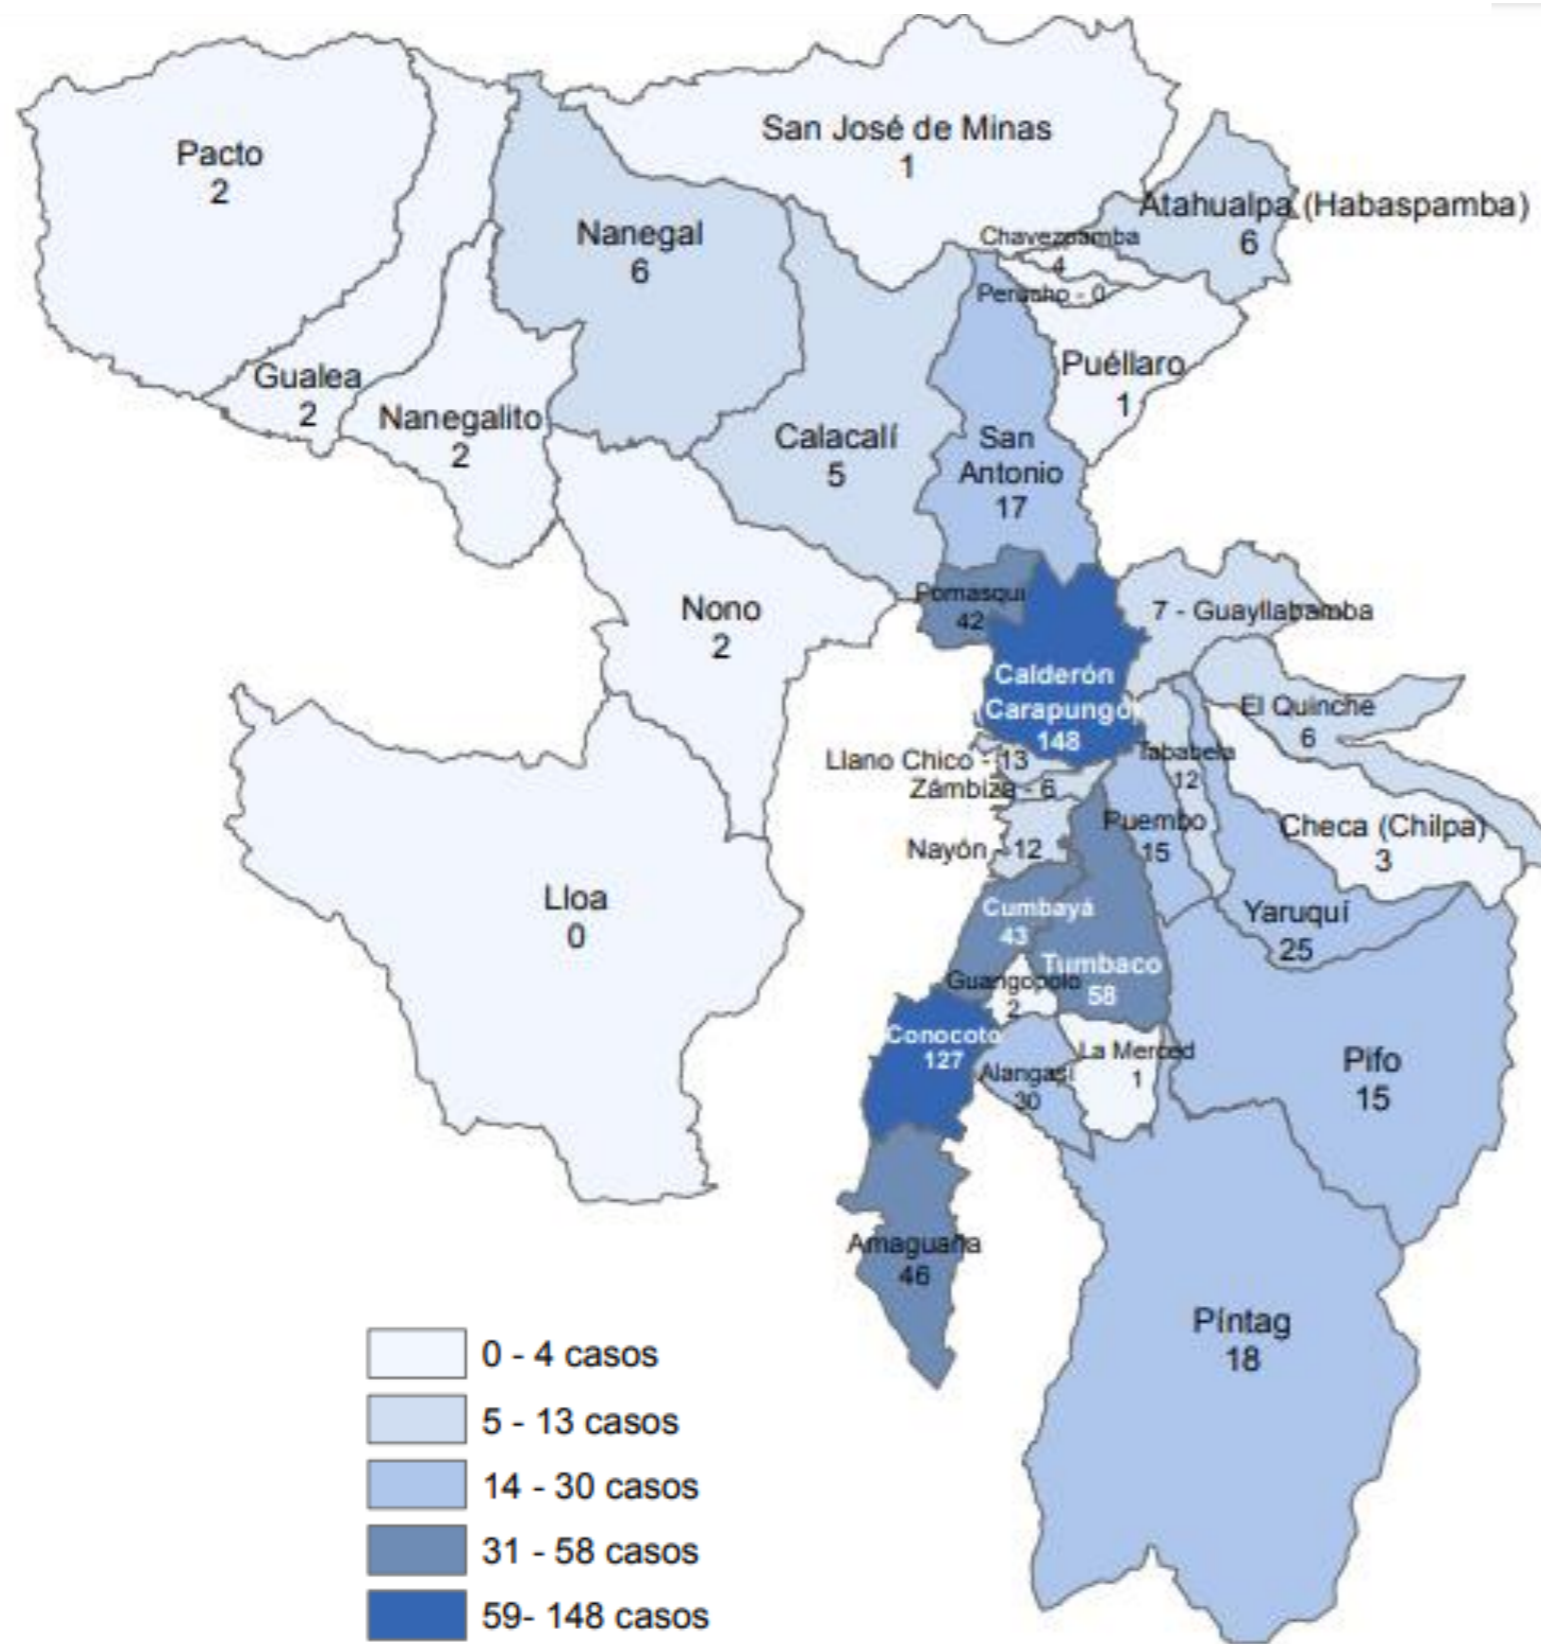 San José de Minas
1
Pacto
2
Atahualpa (Habaspamba)
6
Nanegal
6
Chavezpamba
4
Perucho - 0
Puéllaro
1
Gualea
2
Nanegalito
2
Calacalí
5
San
Antonio
17
Pomasqui
42
Nono
2
7 - Guayllabamba
Calderón
(Carapungo)
148
El Quinche
6
Llano Chico - 13
Tababela
12
Zámbiza - 6
Puembo
15
Checa (Chilpa)
3
Nayón - 12
Lloa
0
Cumbayá
43
Yaruquí
25
Tumbaco
58
Guangopolo
2
Conocoto
127
La Merced
1
Alangasí
30
Pifo
15
Amaguaña
46
Píntag
18
0 - 4 casos
5 - 13 casos
14 - 30 casos
31 - 58 casos
59- 148 casos